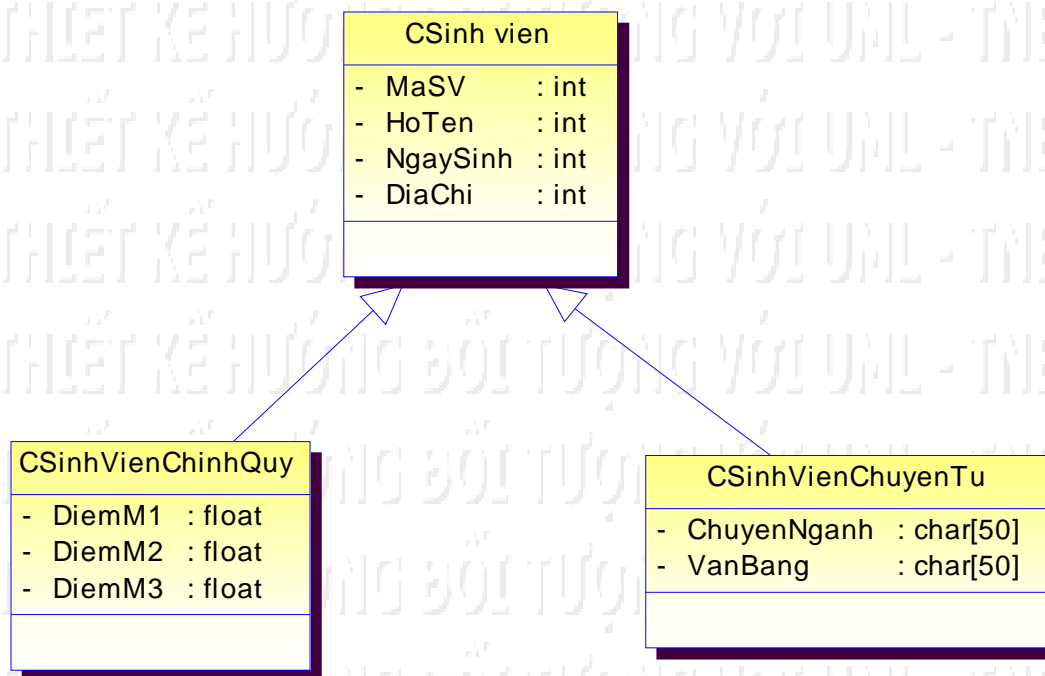 CSinh vien
- MaSV : int
- HoTen : int
- NgaySinh : int
- DiaChi : int
CSinhVienChinhQuy
- DiemM1 : float
- DiemM2 : float
- DiemM3 : float
CSinhVienChuyenTu
- ChuyenNganh : char[50]
- VanBang : char[50]